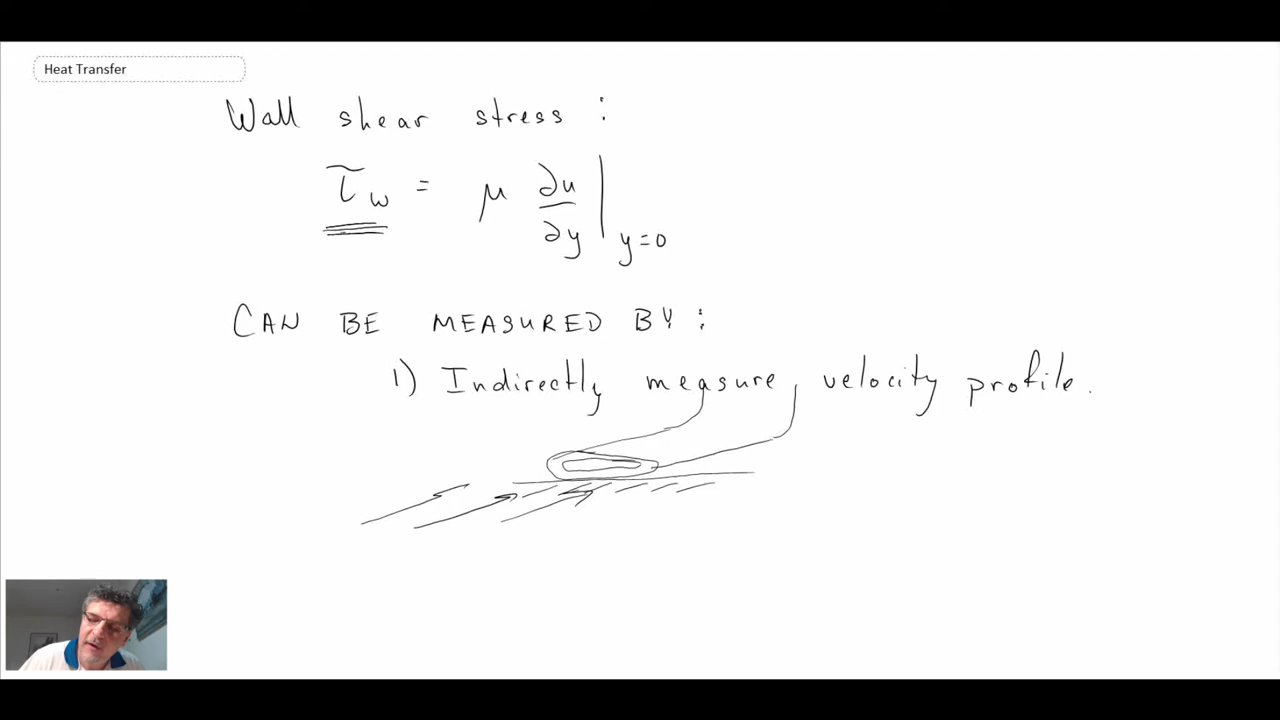 Heat Transfer
Wall shear stress :
τw = μ ∂u/∂y | y=0
CAN BE MEASURED BY :
1) Indirectly measure velocity profile.